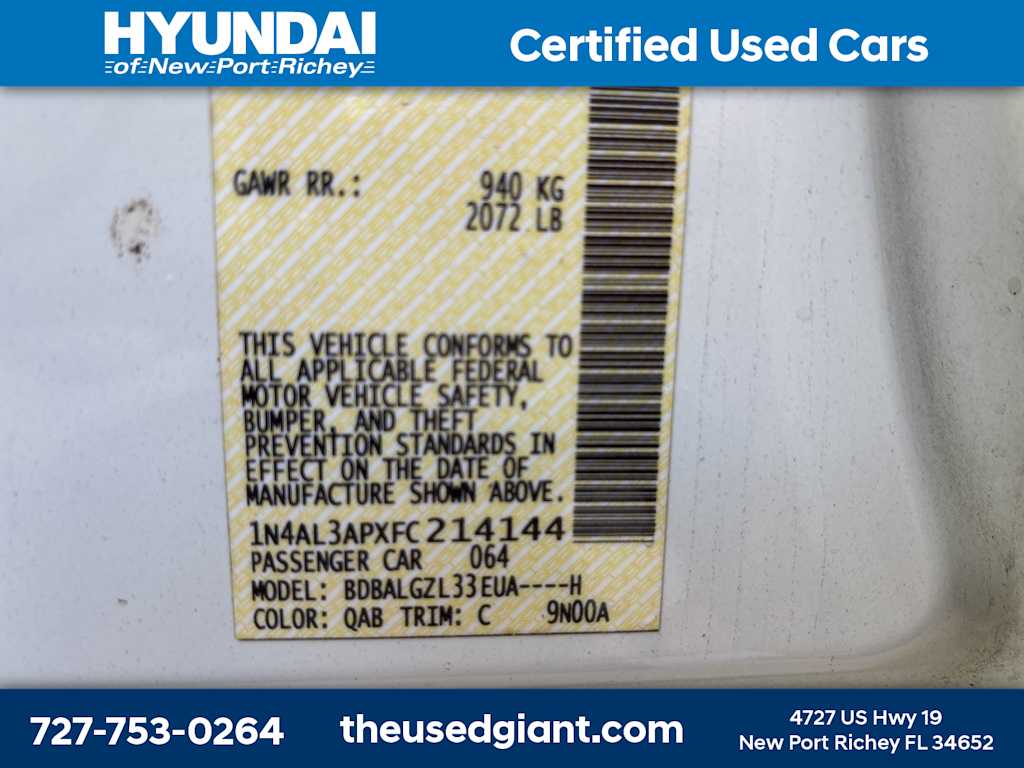 HYUNDAI
of New Port Richey
Certified Used Cars
GAWR RR.: 940 KG
2072 LB
THIS VEHICLE CONFORMS TO
ALL APPLICABLE FEDERAL
MOTOR VEHICLE SAFETY,
BUMPER, AND THEFT
PREVENTION STANDARDS IN
EFFECT ON THE DATE OF
MANUFACTURE SHOWN ABOVE.
1N4AL3APXFC214144
PASSENGER CAR 064
MODEL: BDBALGZL33EUA----H
COLOR: QAB TRIM: C 9N00A
727-753-0264
theusedgiant.com
4727 US Hwy 19
New Port Richey FL 34652